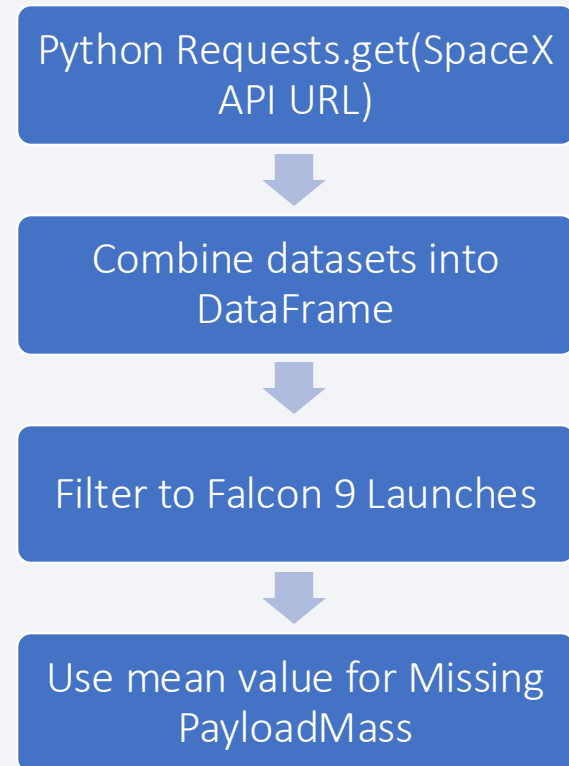 Python Requests.get(SpaceX
API URL)
Combine datasets into
DataFrame
Filter to Falcon 9 Launches
Use mean value for Missing
PayloadMass